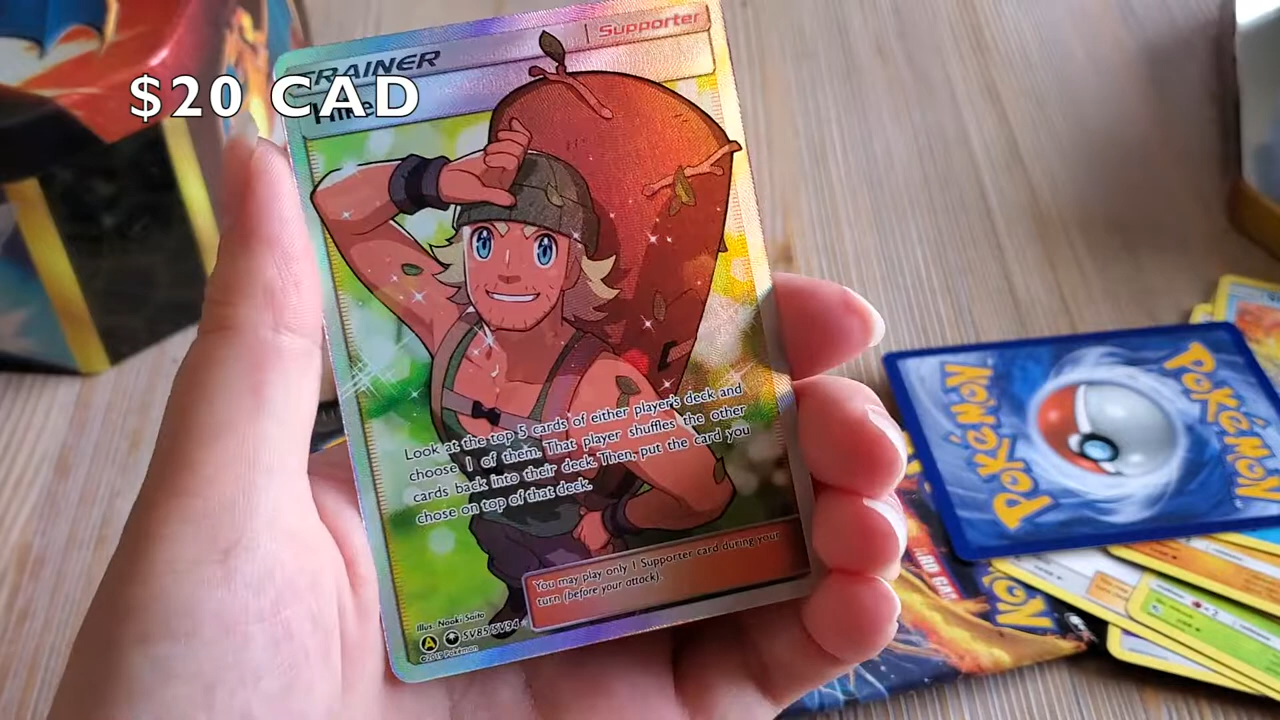 $20 CAD
TRAINER
Supporter
Look at the top 5 cards of either player's deck and
choose 1 of them. That player shuffles the other
cards back into their deck. Then, put the card you
chose on top of that deck.
You may play only 1 Supporter card during your
turn (before your attack).
Illus. Naoki Saito
A SV85/SV94
©2019 Pokémon
POKÉMON
POKÉMON